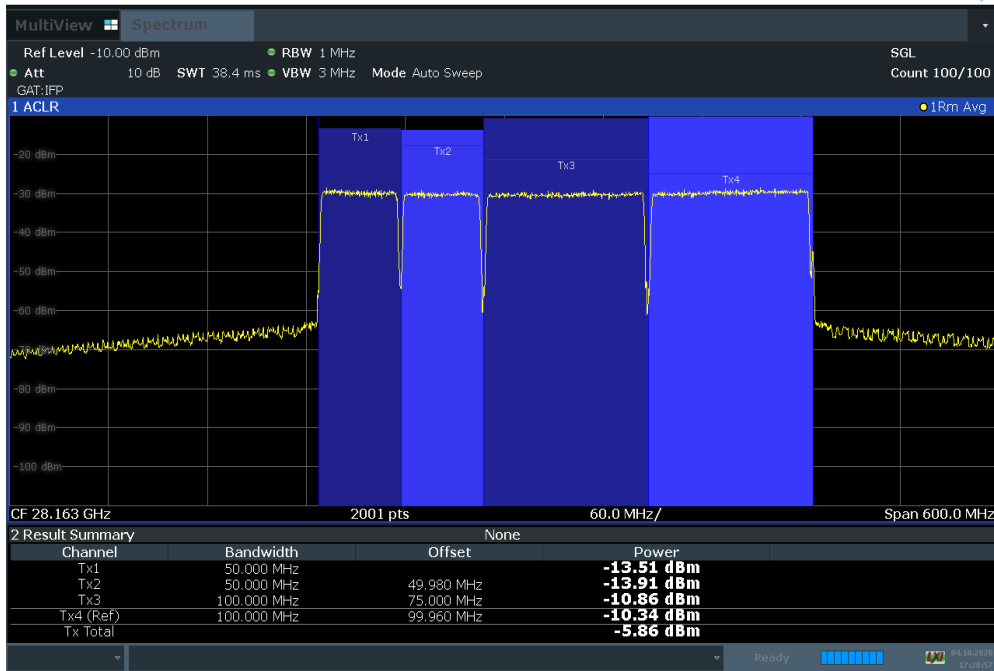 MultiView Spectrum
Ref Level -10.00 dBm RBW 1 MHz SGL
Att 10 dB SWT 38.4 ms VBW 3 MHz Mode Auto Sweep Count 100/100
GAT:IFP
1 ACLR 1Rm Avg
Tx1
Tx2
-20 dBm
Tx3
Tx4
-30 dBm
-40 dBm
-50 dBm
-60 dBm
-80 dBm
-90 dBm
-100 dBm
CF 28.163 GHz 2001 pts 60.0 MHz/ Span 600.0 MHz
2 Result Summary None
Channel Bandwidth Offset Power
Tx1 50.000 MHz -13.51 dBm
Tx2 50.000 MHz 49.980 MHz -13.91 dBm
Tx3 100.000 MHz 75.000 MHz -10.86 dBm
Tx4 (Ref) 100.000 MHz 99.960 MHz -10.34 dBm
Tx Total -5.86 dBm
Ready LXI
17:28:57